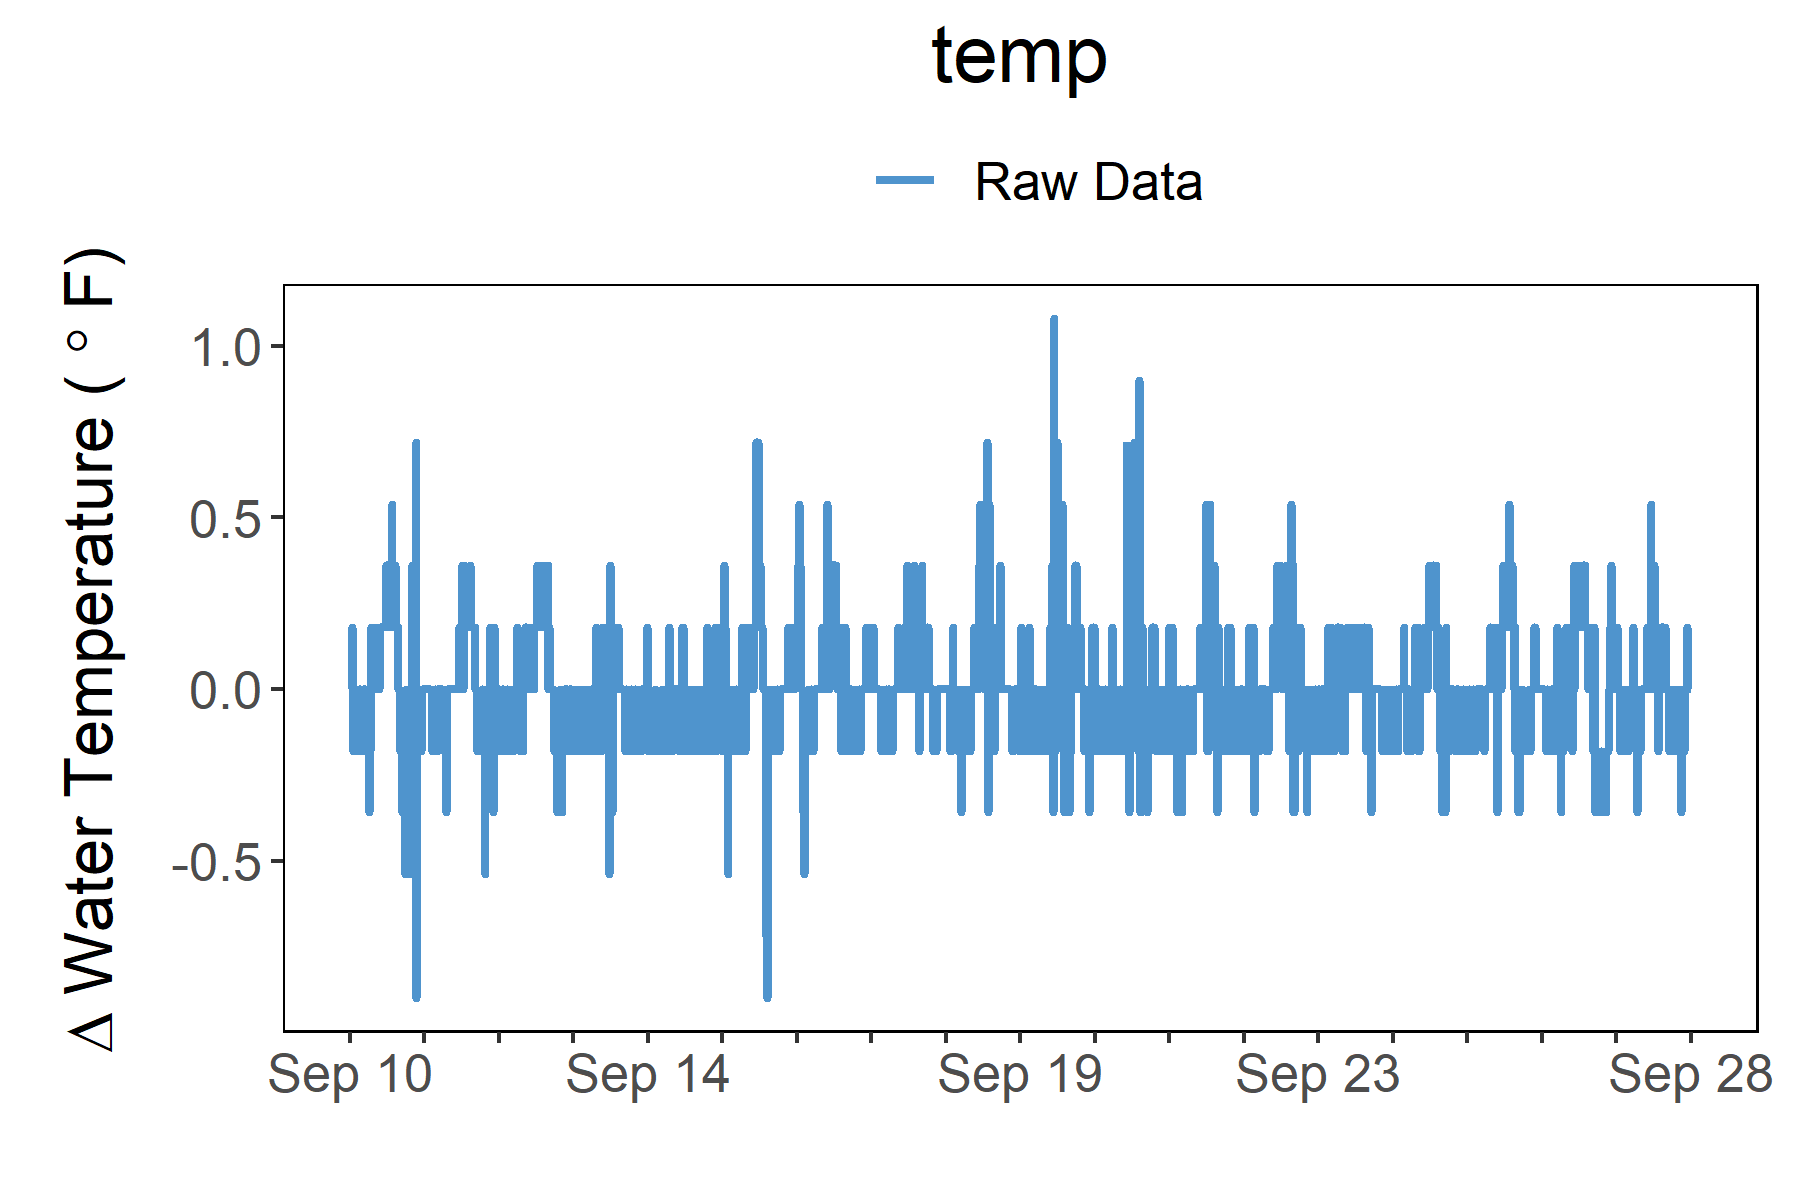 temp
Raw Data
Δ Water Temperature ( ° F)
1.0
0.5
0.0
-0.5
Sep 10 Sep 14 Sep 19 Sep 23 Sep 28